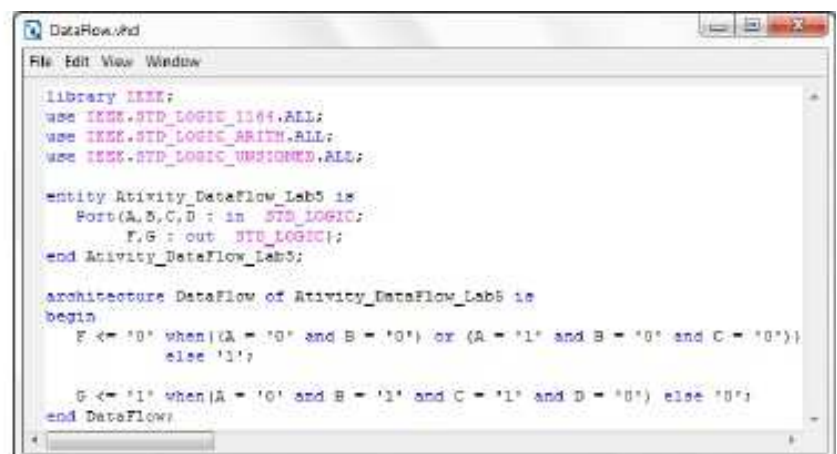 DataFlow.vhd
File Edit View Window
library IEEE;
use IEEE.STD_LOGIC_1164.ALL;
use IEEE.STD_LOGIC_ARITH.ALL;
use IEEE.STD_LOGIC_UNSIGNED.ALL;
entity Ativity_DataFlow_Lab5 is
Port(A,B,C,D : in STD_LOGIC;
F,G : out STD_LOGIC);
end Ativity_DataFlow_Lab5;
architecture DataFlow of Ativity_DataFlow_Lab5 is
begin
F <= '0' when((A = '0' and B = '0') or (A = '1' and B = '0' and C = '0'))
else '1';
G <= '1' when(A = '0' and B = '1' and C = '1' and D = '0') else '0';
end DataFlow;